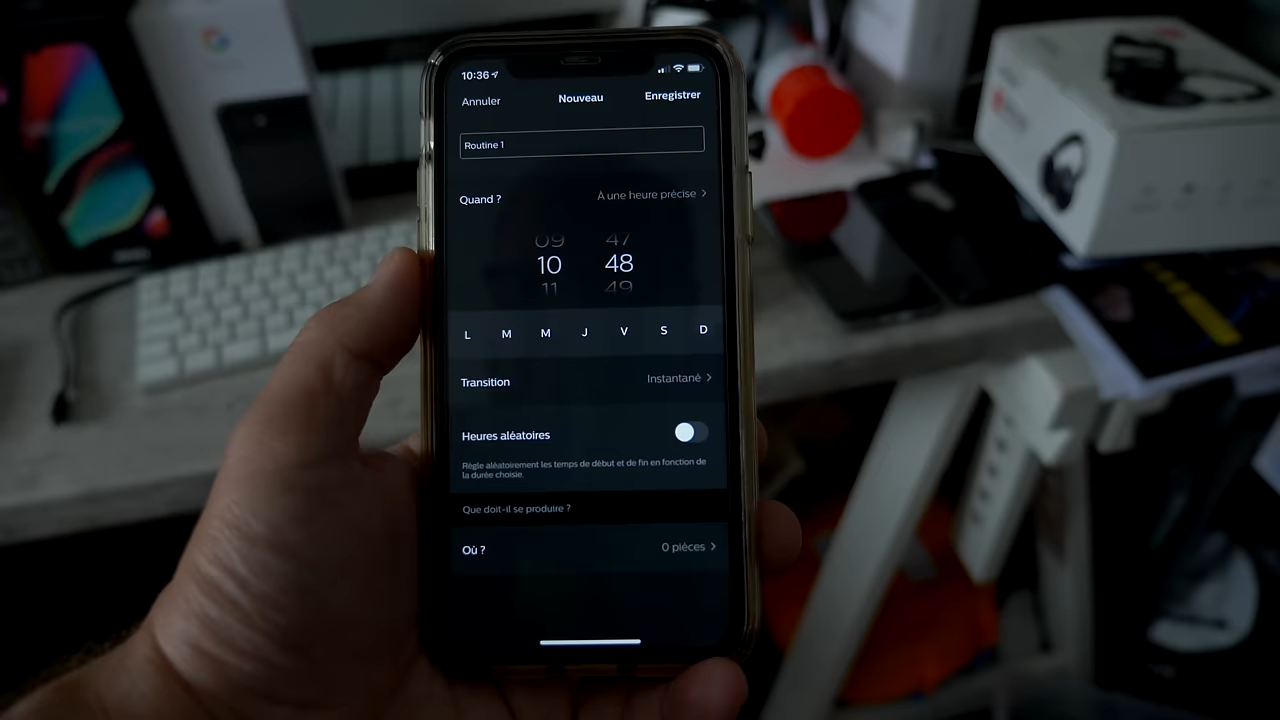 10:36
Annuler Nouveau Enregistrer
Routine 1
Quand ? À une heure précise
09 47
10 48
11 49
L M M J V S D
Transition Instantané
Heures aléatoires
Règle aléatoirement les temps de début et de fin en fonction de
la durée choisie.
Que doit-il se produire ?
Où ? 0 pièces